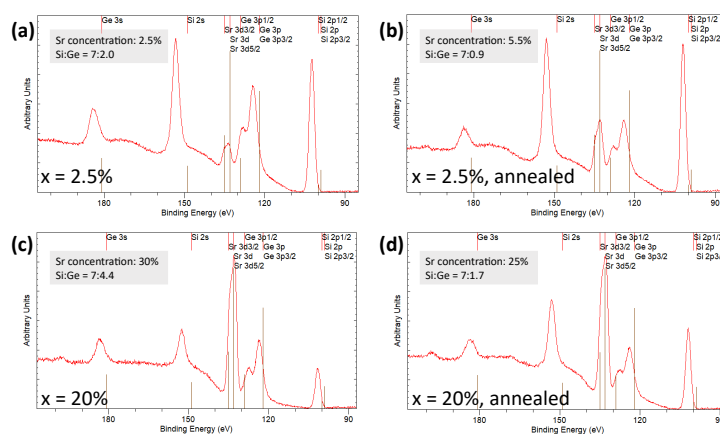 (a)
Ge 3s
Si 2s
Ge 3p1/2
Si 2p1/2
Sr 3d3/2 Ge 3p
Si 2p
Sr 3d
Ge 3p3/2
Si 2p3/2
Sr 3d5/2
Sr concentration: 2.5%
Si:Ge = 7:2.0
Arbitrary Units
x = 2.5%
180
150
120
90
Binding Energy (eV)
(b)
Ge 3s
Si 2s
Ge 3p1/2
Si 2p1/2
Sr 3d3/2 Ge 3p
Si 2p
Sr 3d
Ge 3p3/2
Si 2p3/2
Sr 3d5/2
Sr concentration: 5.5%
Si:Ge = 7:0.9
Arbitrary Units
x = 2.5%, annealed
180
150
120
90
Binding Energy (eV)
(c)
Ge 3s
Si 2s
Ge 3p1/2
Si 2p1/2
Sr 3d3/2 Ge 3p
Si 2p
Sr 3d
Ge 3p3/2
Si 2p3/2
Sr 3d5/2
Sr concentration: 30%
Si:Ge = 7:4.4
Arbitrary Units
x = 20%
180
150
120
90
Binding Energy (eV)
(d)
Ge 3s
Si 2s
Ge 3p1/2
Si 2p1/2
Sr 3d3/2 Ge 3p
Si 2p
Sr 3d
Ge 3p3/2
Si 2p3/2
Sr 3d5/2
Sr concentration: 25%
Si:Ge = 7:1.7
Arbitrary Units
x = 20%, annealed
180
150
120
Binding Energy (eV)